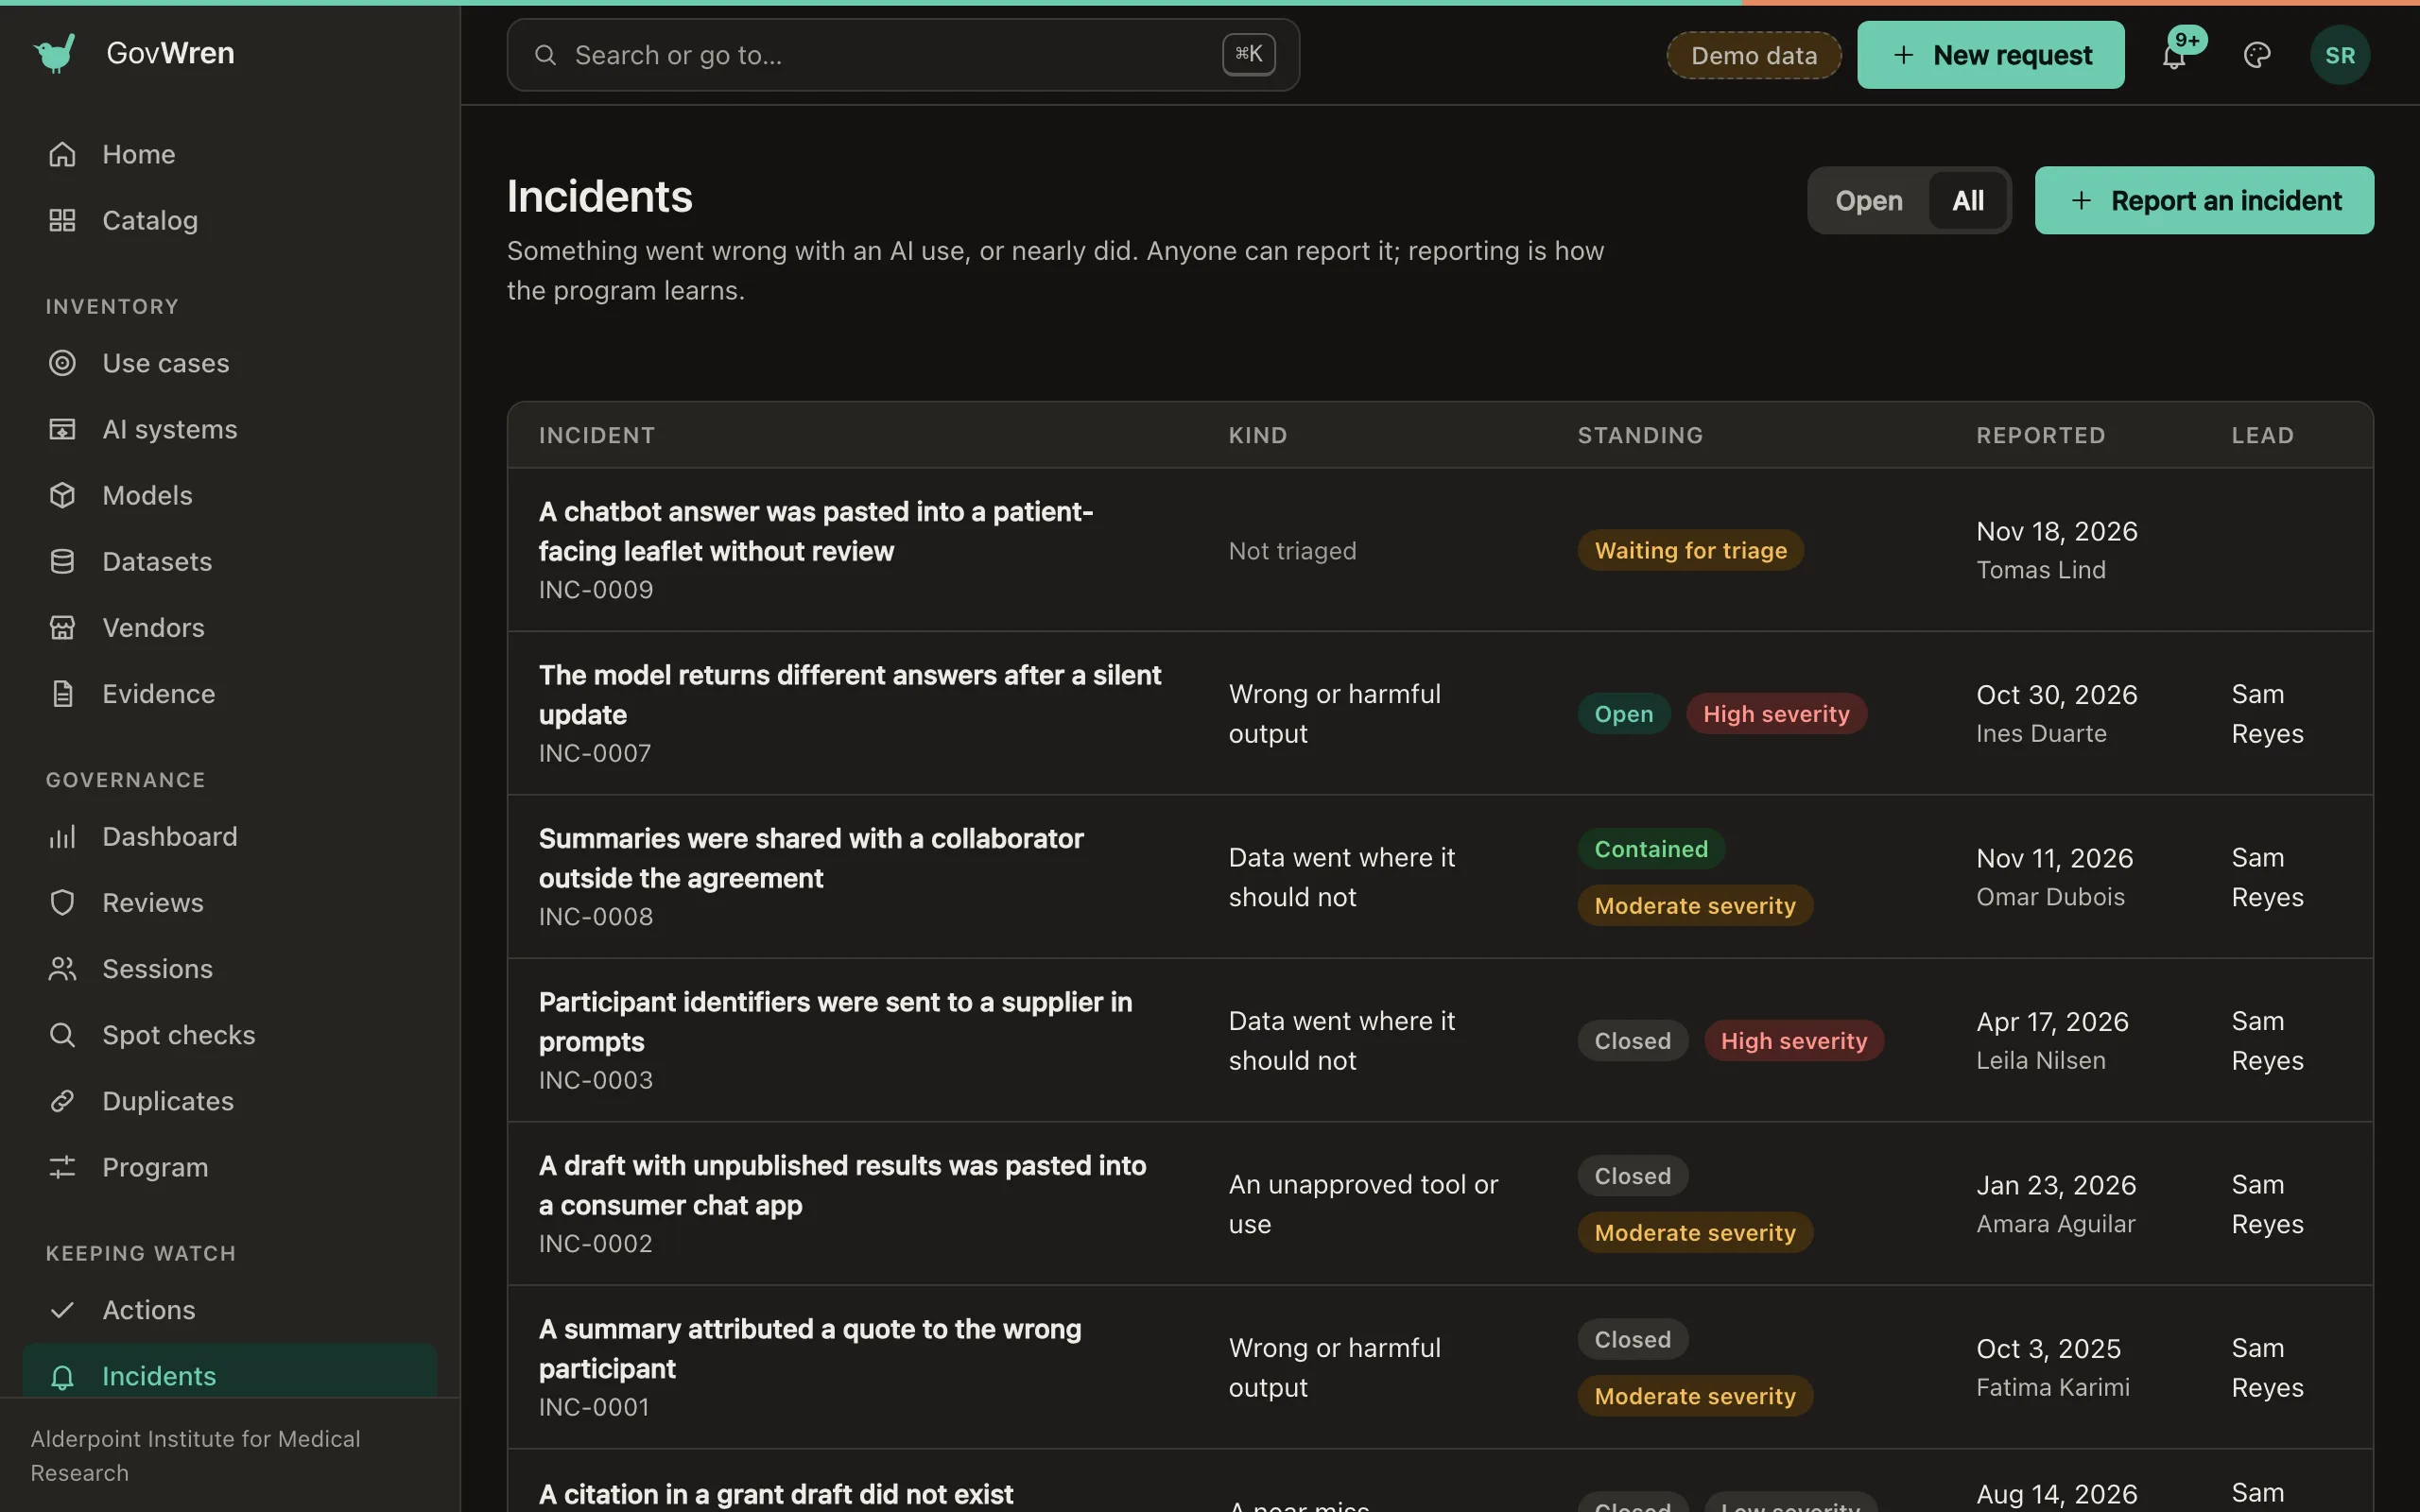 GovWren
Search or go to...
⌘K
Demo data
+ New request
9+
SR
Home
Catalog
INVENTORY
Use cases
AI systems
Models
Datasets
Vendors
Evidence
GOVERNANCE
Dashboard
Reviews
Sessions
Spot checks
Duplicates
Program
KEEPING WATCH
Actions
Incidents
Alderpoint Institute for Medical
Research
Incidents
Something went wrong with an AI use, or nearly did. Anyone can report it; reporting is how
the program learns.
Open
All
+ Report an incident
INCIDENT KIND STANDING REPORTED LEAD
A chatbot answer was pasted into a patient-
facing leaflet without review
INC-0009
Not triaged
Waiting for triage
Nov 18, 2026
Tomas Lind
The model returns different answers after a silent
update
INC-0007
Wrong or harmful
output
Open
High severity
Oct 30, 2026
Ines Duarte
Sam
Reyes
Summaries were shared with a collaborator
outside the agreement
INC-0008
Data went where it
should not
Contained
Moderate severity
Nov 11, 2026
Omar Dubois
Sam
Reyes
Participant identifiers were sent to a supplier in
prompts
INC-0003
Data went where it
should not
Closed
High severity
Apr 17, 2026
Leila Nilsen
Sam
Reyes
A draft with unpublished results was pasted into
a consumer chat app
INC-0002
An unapproved tool or
use
Closed
Moderate severity
Jan 23, 2026
Amara Aguilar
Sam
Reyes
A summary attributed a quote to the wrong
participant
INC-0001
Wrong or harmful
output
Closed
Moderate severity
Oct 3, 2025
Fatima Karimi
Sam
Reyes
A citation in a grant draft did not exist
A near miss
Closed
Low severity
Aug 14, 2026
Sam